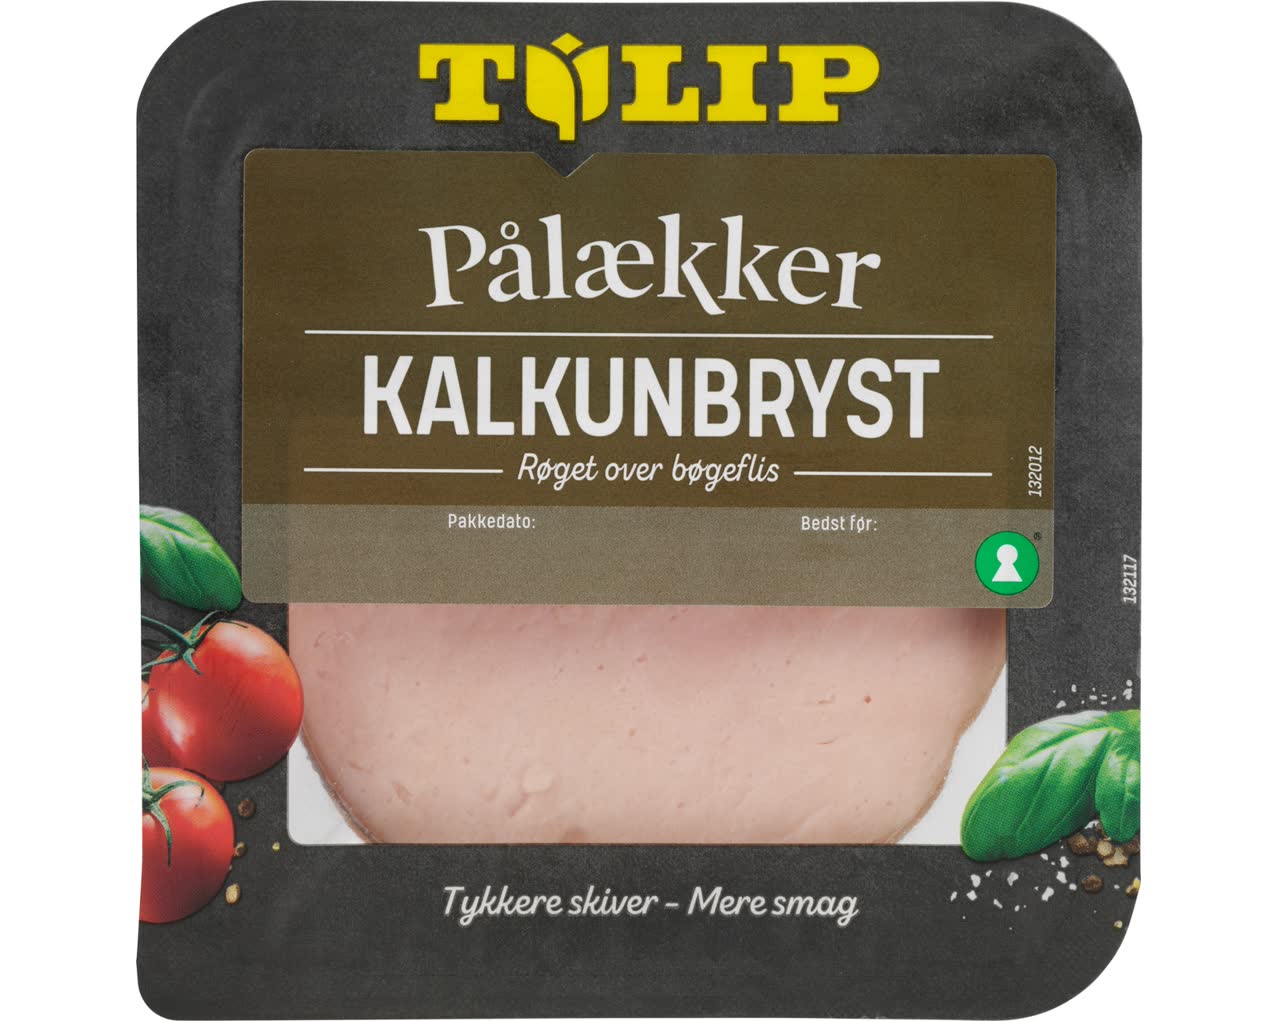 TULIP
Pålækker
KALKUNBRYST
Røget over bøgeflis
132012
Pakkedato:
Bedst før:
®
132117
Tykkere skiver - Mere smag